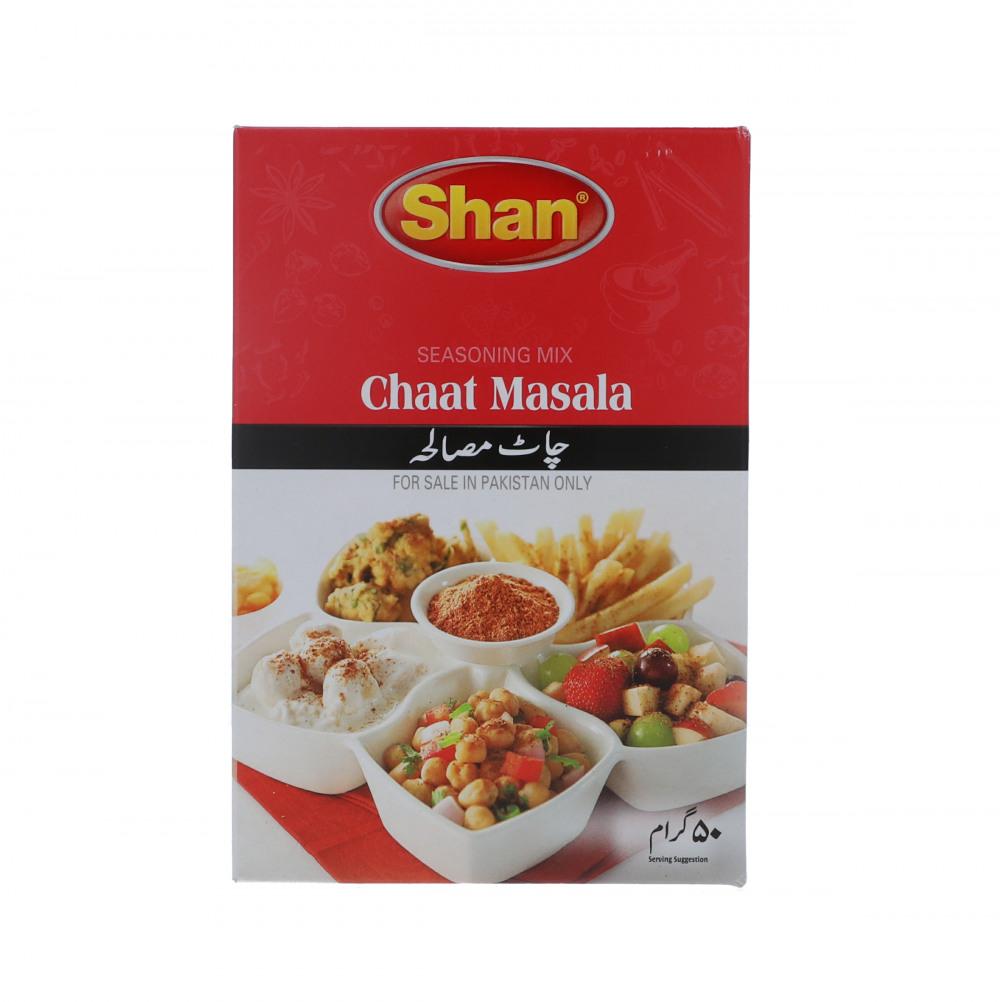 Shan®
SEASONING MIX
Chaat Masala
چاٹ مصالحہ
FOR SALE IN PAKISTAN ONLY
۵۰ گرام
Serving Suggestion